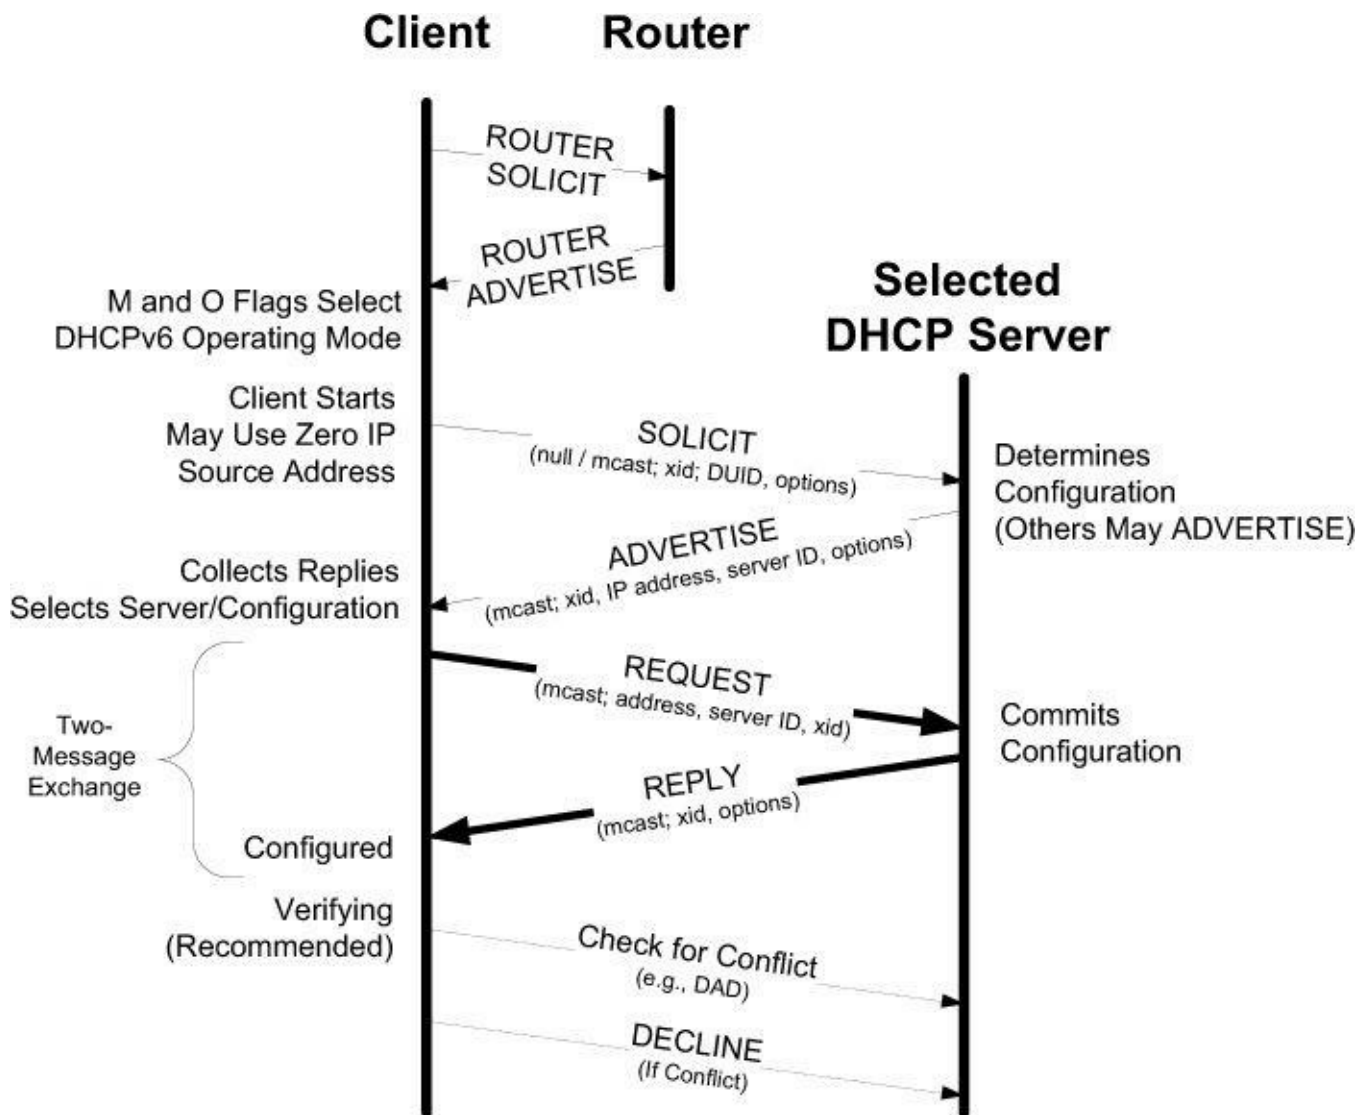 Client
Router
ROUTER
SOLICIT
ROUTER
ADVERTISE
M and O Flags Select
DHCPv6 Operating Mode
Selected
DHCP Server
Client Starts
May Use Zero IP
Source Address
SOLICIT
(null / mcast; xid; DUID, options)
Determines
Configuration
(Others May ADVERTISE)
ADVERTISE
(mcast; xid, IP address, server ID, options)
Collects Replies
Selects Server/Configuration
REQUEST
(mcast; address, server ID, xid)
Two-
Message
Exchange
Commits
Configuration
REPLY
(mcast; xid, options)
Configured
Verifying
(Recommended)
Check for Conflict
(e.g., DAD)
DECLINE
(If Conflict)